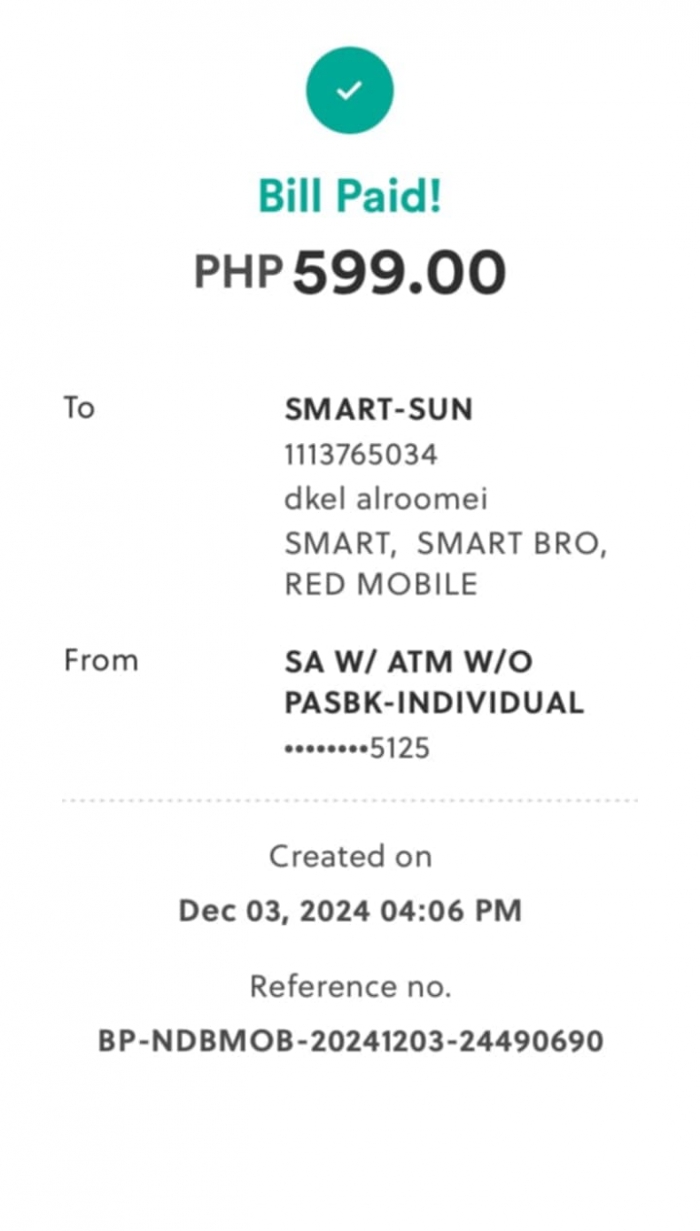 Bill Paid!
PHP 599.00
To
SMART-SUN
1113765034
dkel alroomei
SMART, SMART BRO,
RED MOBILE
From
SA W/ ATM W/O
PASBK-INDIVIDUAL
••••••••5125
Created on
Dec 03, 2024 04:06 PM
Reference no.
BP-NDBMOB-20241203-24490690